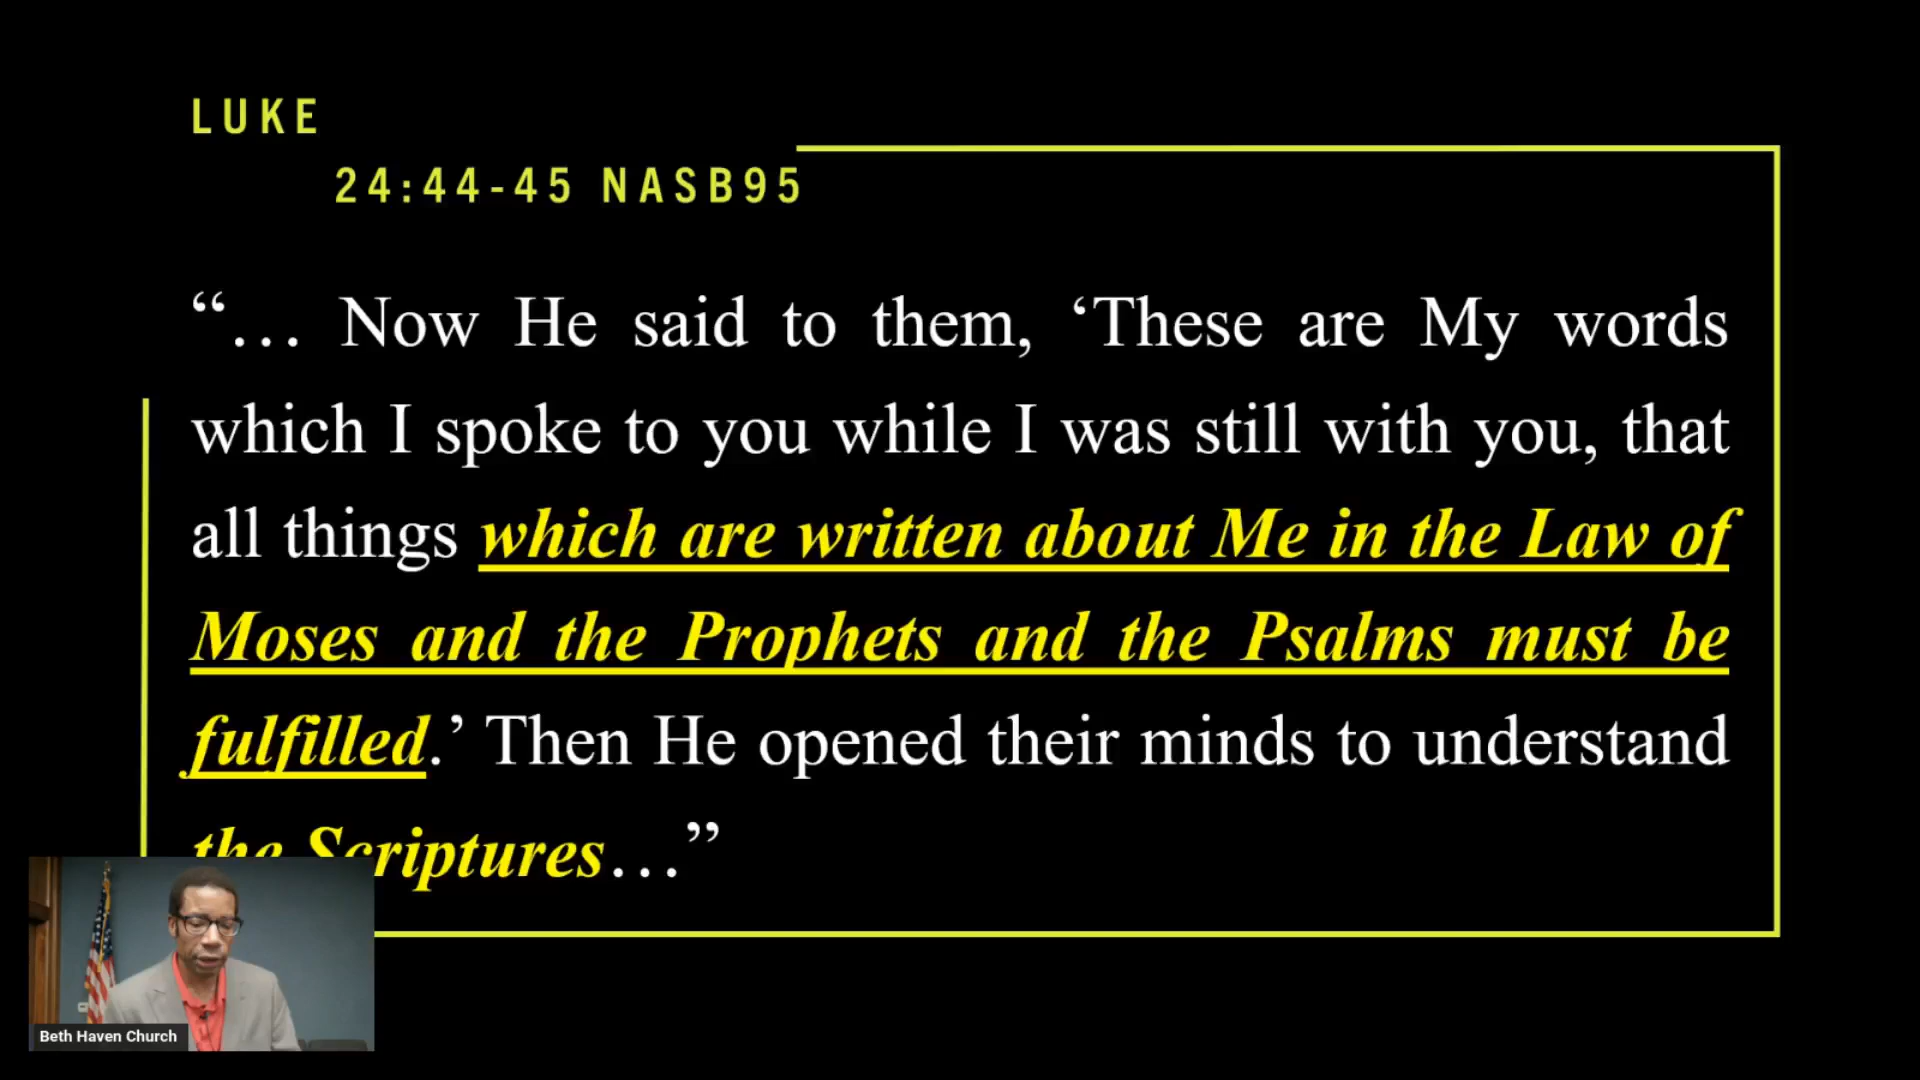 LUKE
24:44-45 NASB95
“… Now He said to them, ‘These are My words
which I spoke to you while I was still with you, that
all things which are written about Me in the Law of
Moses and the Prophets and the Psalms must be
fulfilled.’ Then He opened their minds to understand
the Scriptures…”
Beth Haven Church